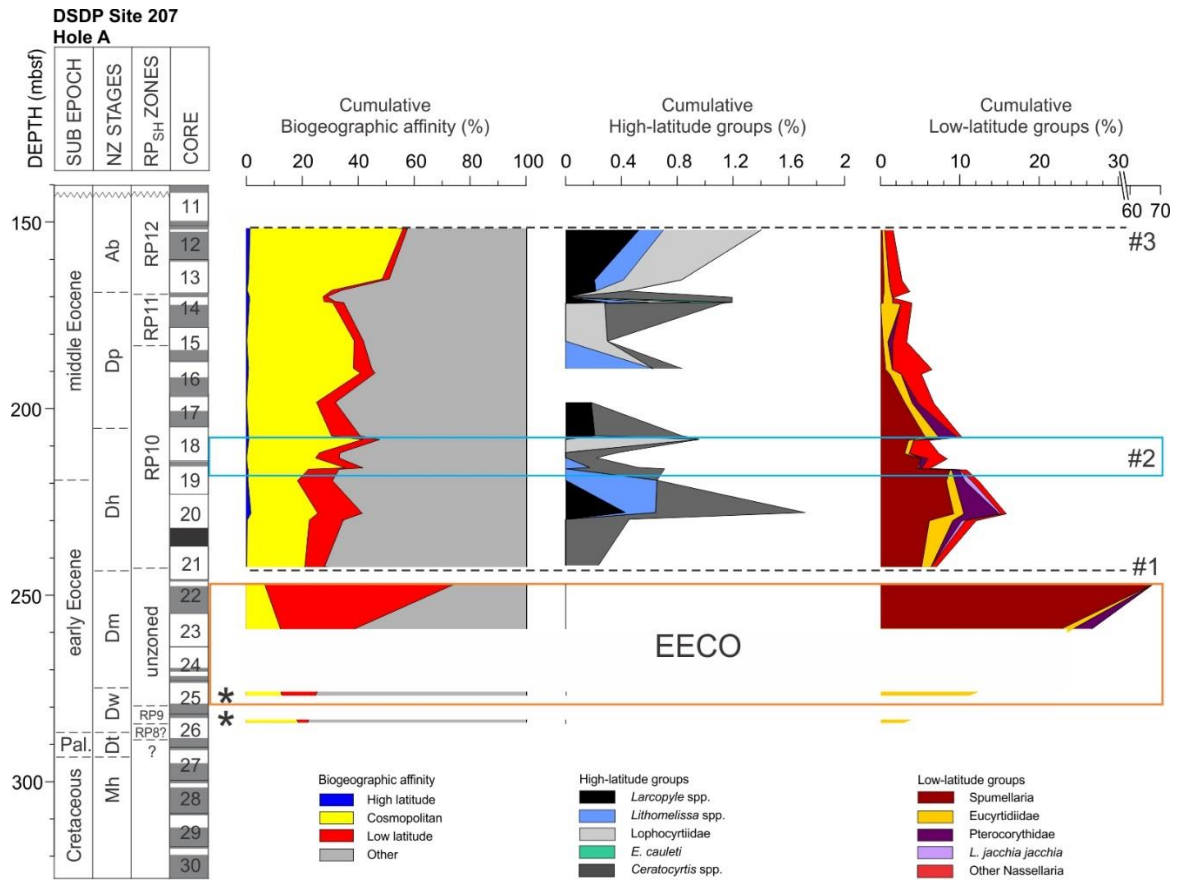 DSDP Site 207
Hole A
DEPTH (mbsf)
SUB EPOCH
NZ STAGES
RP_SH ZONES
CORE
Cumulative
Biogeographic affinity (%)
Cumulative
High-latitude groups (%)
Cumulative
Low-latitude groups (%)
0 20 40 60 80 100
0 0.4 0.8 1.2 1.6 2
0 10 20 30
60 70
150
200
250
300
middle Eocene
early Eocene
Pal.
Cretaceous
Ab
Dp
Dh
Dm
Dw
Dt
Mh
RP12
RP11
RP10
unzoned
RP9
RP8?
?
11
12
13
14
15
16
17
18
19
20
21
22
23
24
25
26
27
28
29
30
#3
#2
#1
EECO
*
*
Biogeographic affinity
High latitude
Cosmopolitan
Low latitude
Other
High-latitude groups
Larcopyle spp.
Lithomelissa spp.
Lophocyrtiidae
E. cauleti
Ceratocyrtis spp.
Low-latitude groups
Spumellaria
Eucyrtidiidae
Pterocorythidae
L. jacchia jacchia
Other Nassellaria